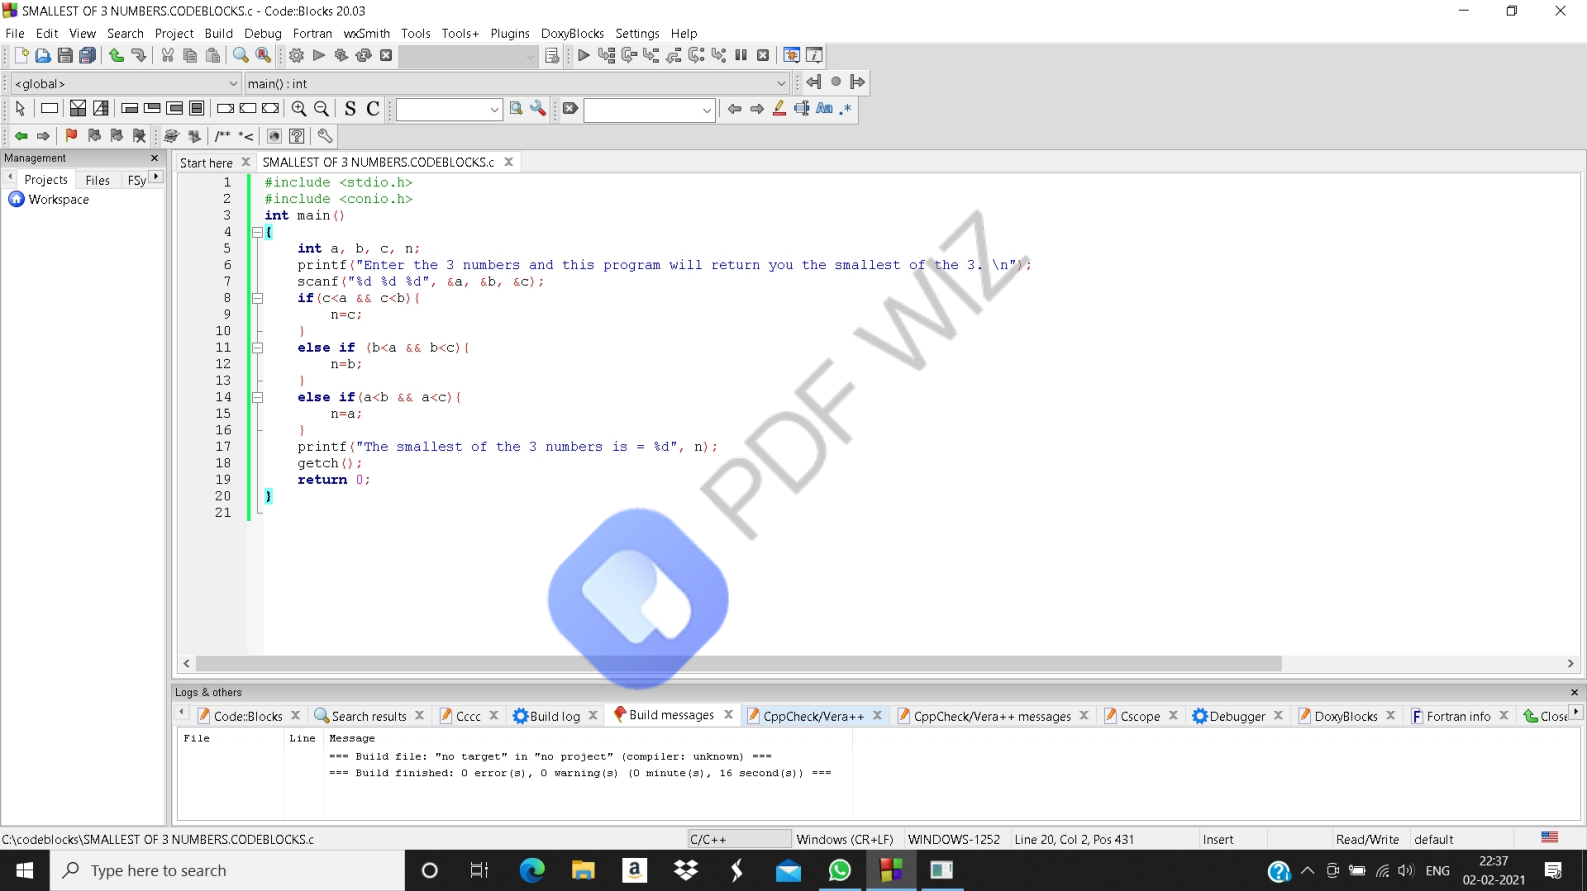 SMALLEST OF 3 NUMBERS.CODEBLOCKS.c - Code::Blocks 20.03
File Edit View Search Project Build Debug Fortran wxSmith Tools Tools+ Plugins DoxyBlocks Settings Help
<global> main() : int
S C
Aa .*
/** *<
Management
Projects Files FSy
Workspace
Start here SMALLEST OF 3 NUMBERS.CODEBLOCKS.c
1 #include <stdio.h>
2 #include <conio.h>
3 int main()
4 {
5 int a, b, c, n;
6 printf("Enter the 3 numbers and this program will return you the smallest of the 3. \n");
7 scanf("%d %d %d", &a, &b, &c);
8 if(c<a && c<b){
9 n=c;
10 }
11 else if (b<a && b<c){
12 n=b;
13 }
14 else if(a<b && a<c){
15 n=a;
16 }
17 printf("The smallest of the 3 numbers is = %d", n);
18 getch();
19 return 0;
20 }
21
PDF WIZ
Logs & others
Code::Blocks Search results Cccc Build log Build messages CppCheck/Vera++ CppCheck/Vera++ messages Cscope Debugger DoxyBlocks Fortran info Close
File Line Message
=== Build file: "no target" in "no project" (compiler: unknown) ===
=== Build finished: 0 error(s), 0 warning(s) (0 minute(s), 16 second(s)) ===
C:\codeblocks\SMALLEST OF 3 NUMBERS.CODEBLOCKS.c C/C++ Windows (CR+LF) WINDOWS-1252 Line 20, Col 2, Pos 431 Insert Read/Write default
Type here to search
ENG
22:37
02-02-2021